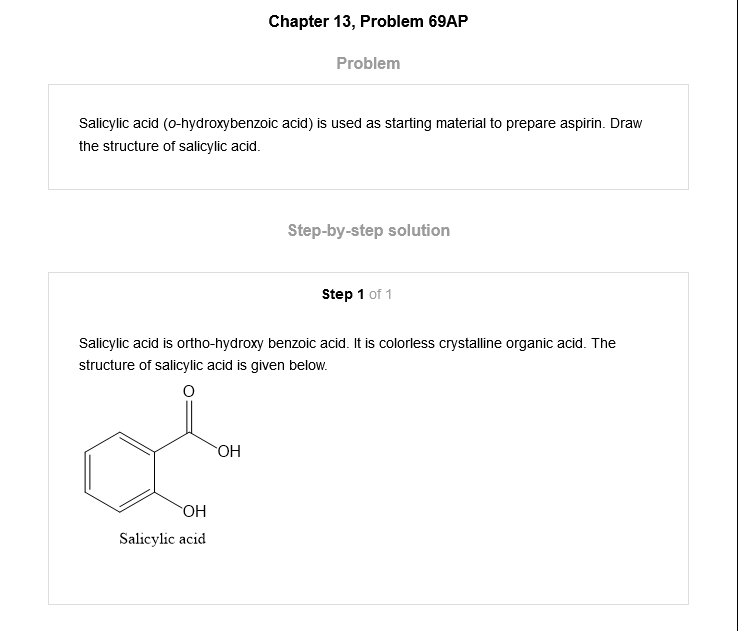 Chapter 13, Problem 69AP
Problem
Salicylic acid (o-hydroxybenzoic acid) is used as starting material to prepare aspirin. Draw
the structure of salicylic acid.
Step-by-step solution
Step 1 of 1
Salicylic acid is ortho-hydroxy benzoic acid. It is colorless crystalline organic acid. The
structure of salicylic acid is given below.
O
OH
OH
Salicylic acid